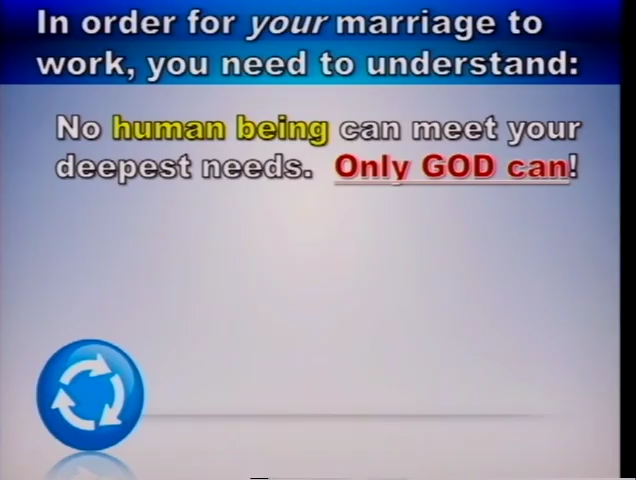 In order for your marriage to
work, you need to understand:
No human being can meet your
deepest needs. Only GOD can!